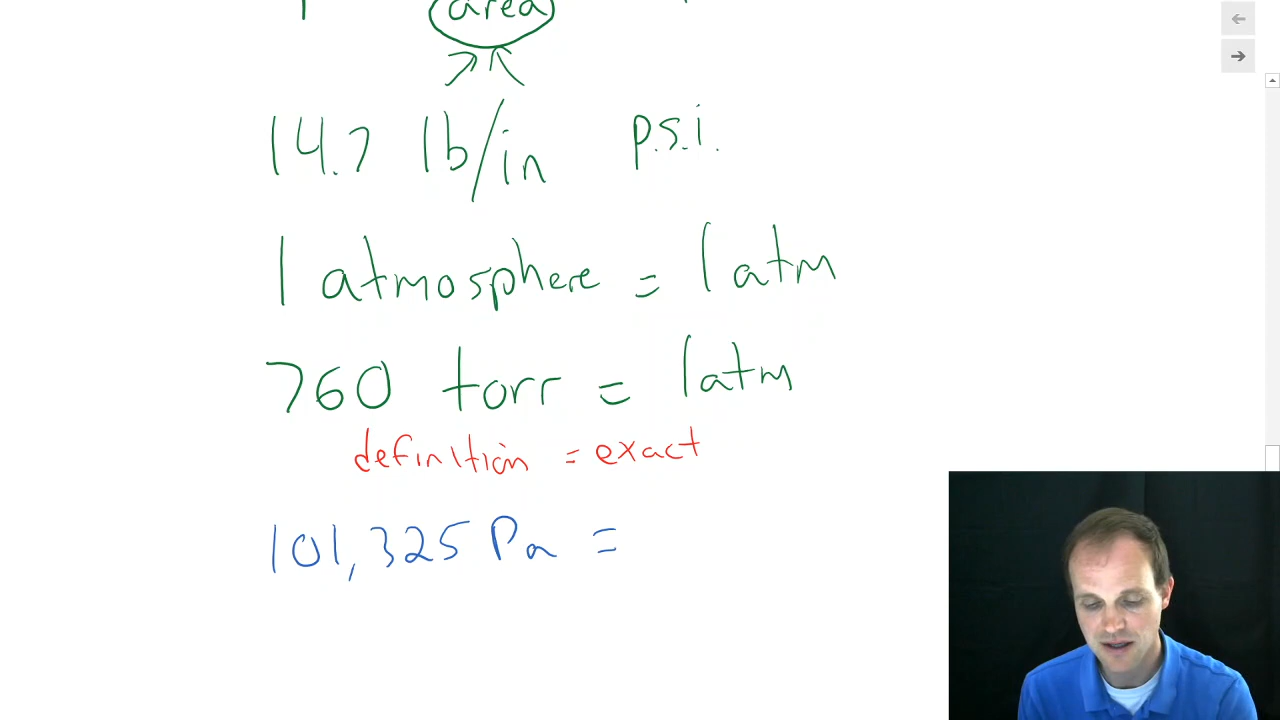 area
14.7 lb/in p.s.i.
1 atmosphere = 1 atm
760 torr = 1 atm
definition = exact
101,325 Pa =